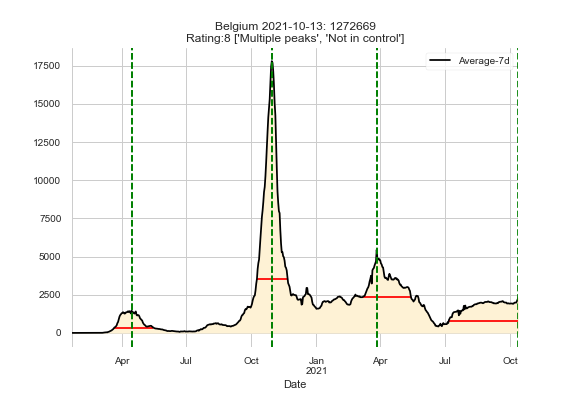 Belgium 2021-10-13: 1272669
Rating:8 ['Multiple peaks', 'Not in control']
Average-7d
17500
15000
12500
10000
7500
5000
2500
0
Apr
Jul
Oct
Jan
2021
Apr
Jul
Oct
Date